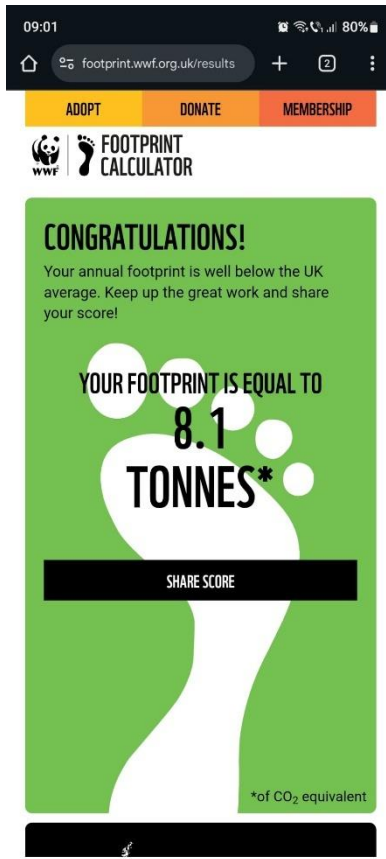 09:01 80%
footprint.wwf.org.uk/results 2
ADOPT DONATE MEMBERSHIP
WWF FOOTPRINT
CALCULATOR
CONGRATULATIONS!
Your annual footprint is well below the UK
average. Keep up the great work and share
your score!
YOUR FOOTPRINT IS EQUAL TO
8.1
TONNES*
SHARE SCORE
*of CO₂ equivalent